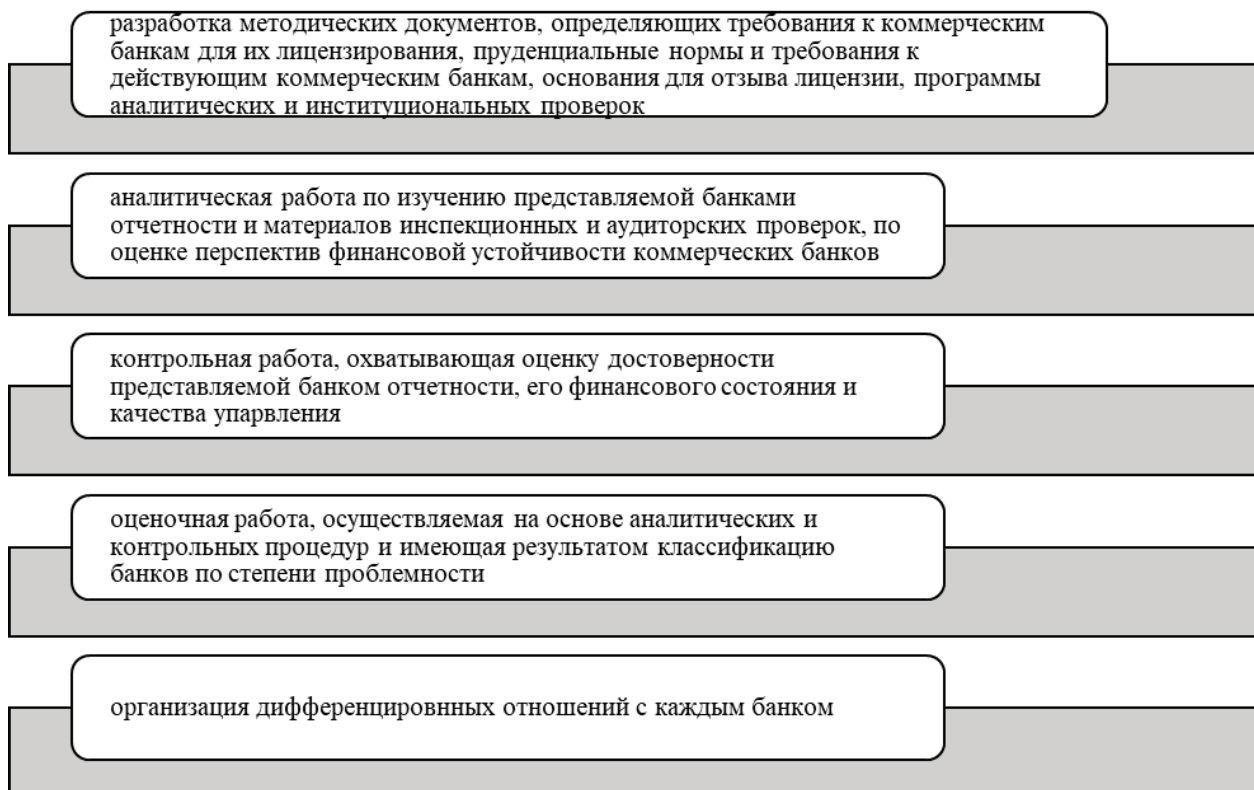 разработка методических документов, определяющих требования к коммерческим
банкам для их лицензирования, пруденциальные нормы и требования к
действующим коммерческим банкам, основания для отзыва лицензии, программы
аналитических и институциональных проверок
аналитическая работа по изучению представляемой банками
отчетности и материалов инспекционных и аудиторских проверок, по
оценке перспектив финансовой устойчивости коммерческих банков
контрольная работа, охватывающая оценку достоверности
представляемой банком отчетности, его финансового состояния и
качества упарвления
оценочная работа, осуществляемая на основе аналитических и
контрольных процедур и имеющая результатом классификацию
банков по степени проблемности
организация дифференцировнных отношений с каждым банком